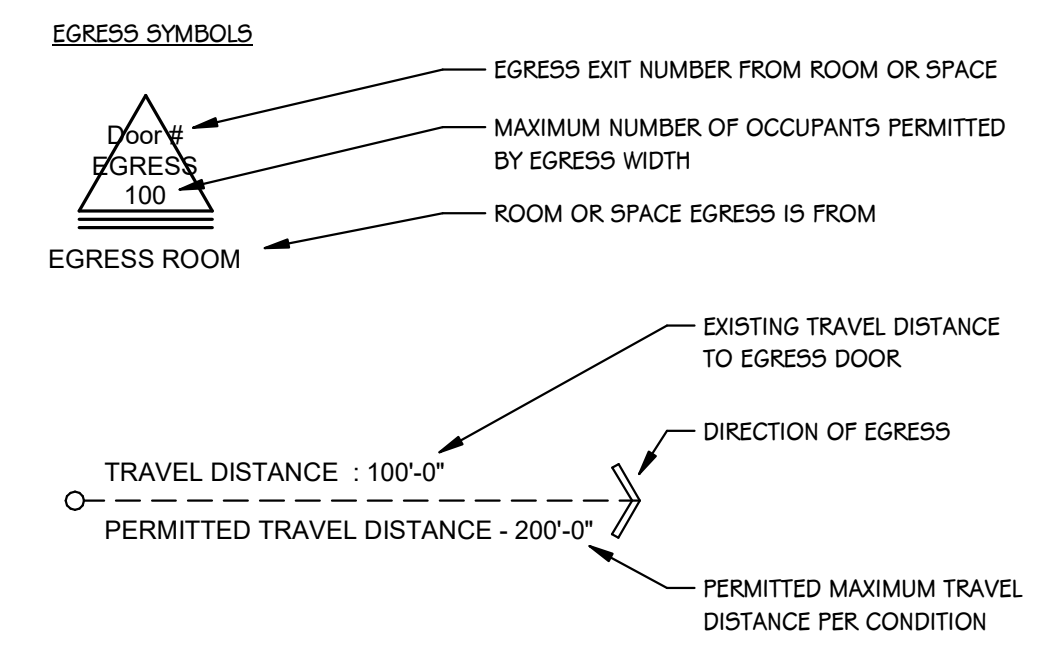 EGRESS SYMBOLS
EGRESS EXIT NUMBER FROM ROOM OR SPACE
Door #
EGRESS
100
MAXIMUM NUMBER OF OCCUPANTS PERMITTED
BY EGRESS WIDTH
ROOM OR SPACE EGRESS IS FROM
EGRESS ROOM
EXISTING TRAVEL DISTANCE
TO EGRESS DOOR
DIRECTION OF EGRESS
TRAVEL DISTANCE : 100'-0"
PERMITTED TRAVEL DISTANCE - 200'-0"
PERMITTED MAXIMUM TRAVEL
DISTANCE PER CONDITION